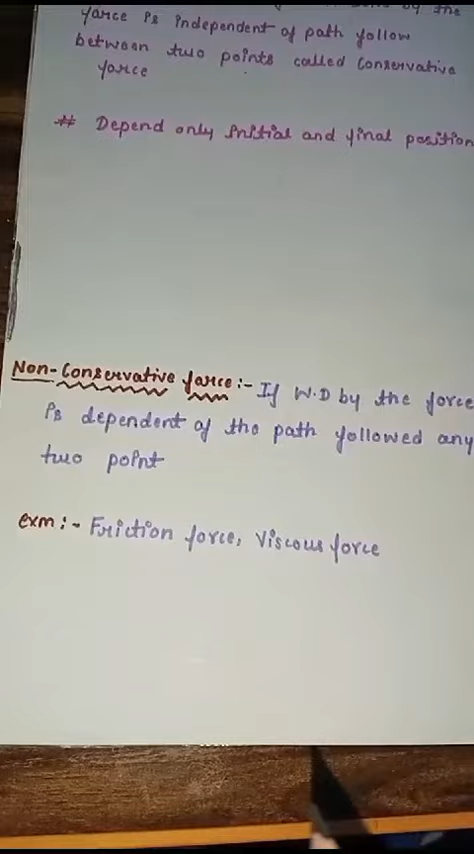 by the
force is independent of path follow
between two points called Conservative
force
# Depend only initial and final position
Non-Conservative force:- If W.D by the force
is dependent of the path followed any
two point
exm:- Friction force, Viscous force